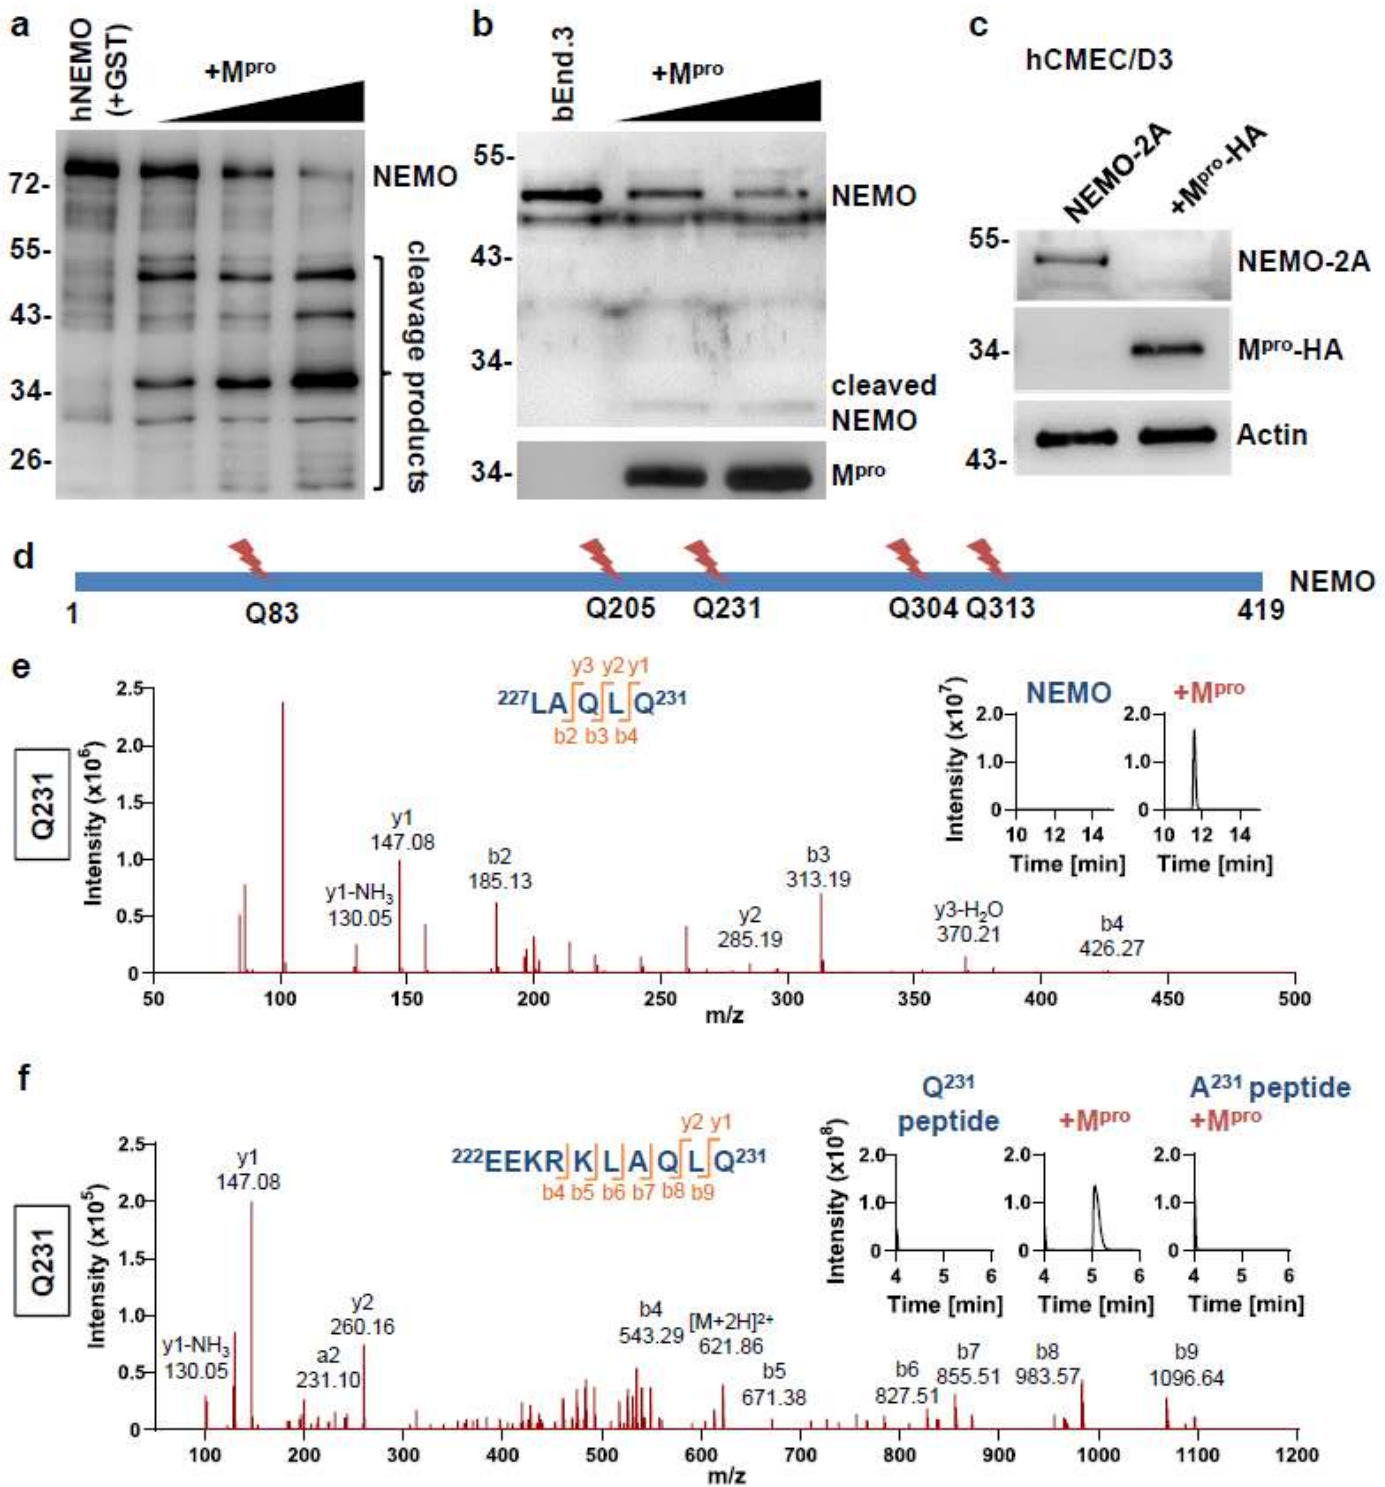 a
hNEMO
(+GST)
+Mpro
72-
55-
43-
34-
26-
NEMO
cleavage products
b
bEnd.3
+Mpro
55-
43-
34-
34-
NEMO
cleaved
NEMO
Mpro
c
hCMEC/D3
NEMO-2A
+Mpro-HA
55-
34-
43-
NEMO-2A
Mpro-HA
Actin
d
NEMO
1
Q83
Q205
Q231
Q304
Q313
419
e
Q231
Intensity (x10⁶)
2.5
2.0
1.5
1.0
0.5
0
y3 y2 y1
²²⁷LAQLQ²³¹
b2 b3 b4
y1-NH₃
130.05
y1
147.08
b2
185.13
y2
285.19
b3
313.19
y3-H₂O
370.21
b4
426.27
50 100 150 200 250 300 350 400 450 500
m/z
NEMO
+Mpro
Intensity (x10⁷)
2.0
1.0
0
10 12 14
Time [min]
2.0
1.0
0
10 12 14
Time [min]
f
Q231
Intensity (x10⁵)
2.5
2.0
1.5
1.0
0.5
0
y2 y1
²²²EEKRKLAQLQ²³¹
b4 b5 b6 b7 b8 b9
y1-NH₃
130.05
y1
147.08
a2
231.10
y2
260.16
b4
543.29
[M+2H]²⁺
621.86
b5
671.38
b6
827.51
b7
855.51
b8
983.57
b9
1096.64
100 200 300 400 500 600 700 800 900 1000 1100 1200
m/z
Q²³¹
peptide
+Mpro
A²³¹ peptide
+Mpro
Intensity (x10⁸)
2.0
1.0
0
4 5 6
Time [min]
2.0
1.0
0
4 5 6
Time [min]
2.0
1.0
0
4 5 6
Time [min]